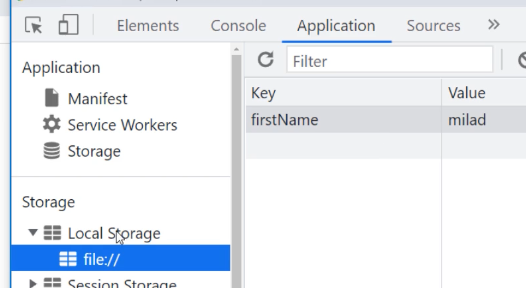 Elements Console Application Sources
Application
Manifest
Service Workers
Storage
Storage
Local Storage
file://
Session Storage
Filter
Key Value
firstName milad